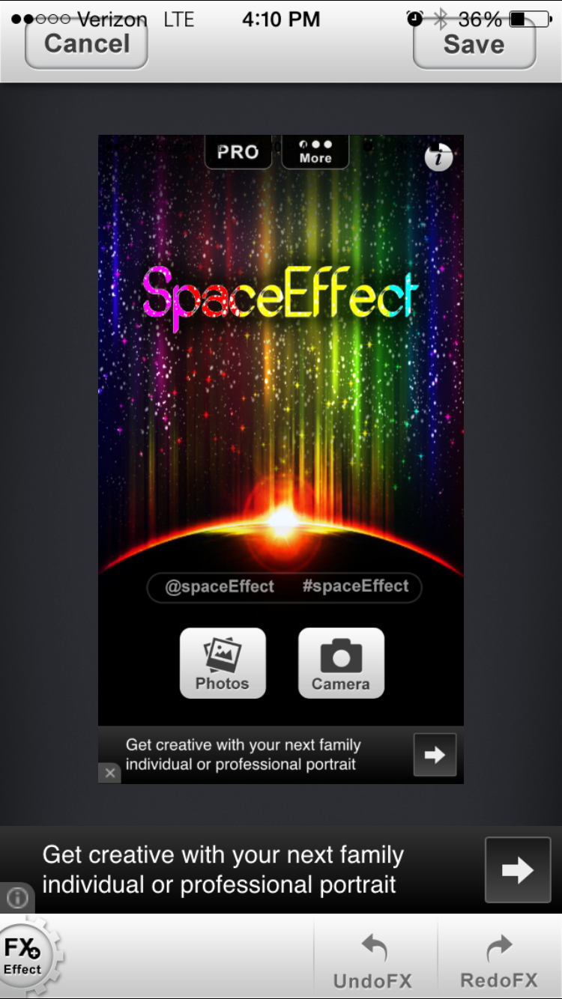 Verizon LTE 4:10 PM 36%
Cancel Save
PRO More
SpaceEffect
@spaceEffect #spaceEffect
Photos Camera
Get creative with your next family
individual or professional portrait
Get creative with your next family
individual or professional portrait
FX
Effect
UndoFX RedoFX